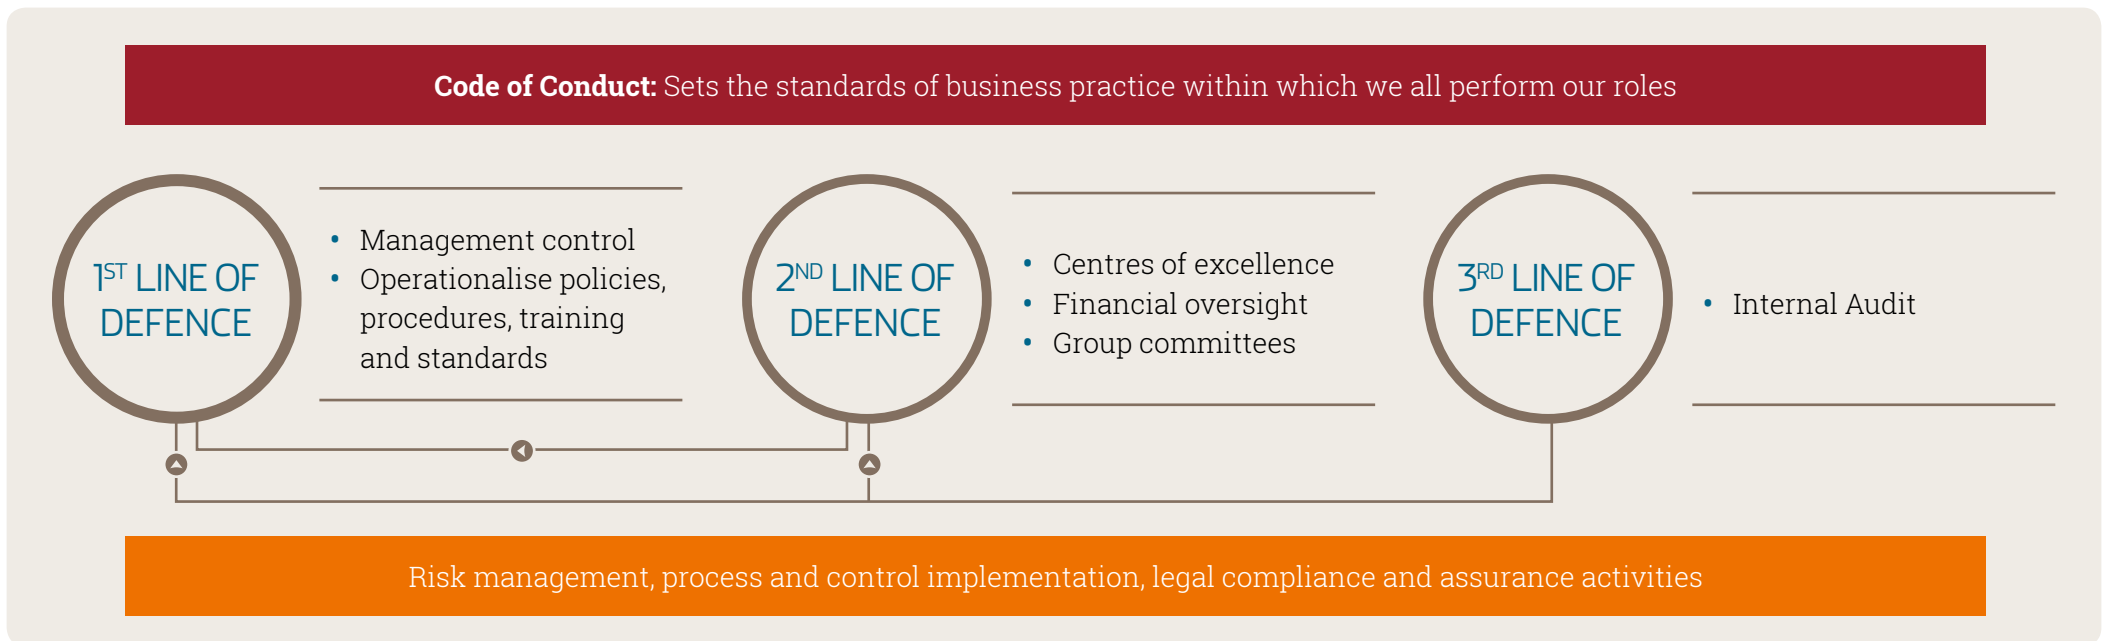 Code of Conduct: Sets the standards of business practice within which we all perform our roles
1ST LINE OF
DEFENCE
• Management control
• Operationalise policies,
procedures, training
and standards
2ND LINE OF
DEFENCE
• Centres of excellence
• Financial oversight
• Group committees
3RD LINE OF
DEFENCE
• Internal Audit
Risk management, process and control implementation, legal compliance and assurance activities